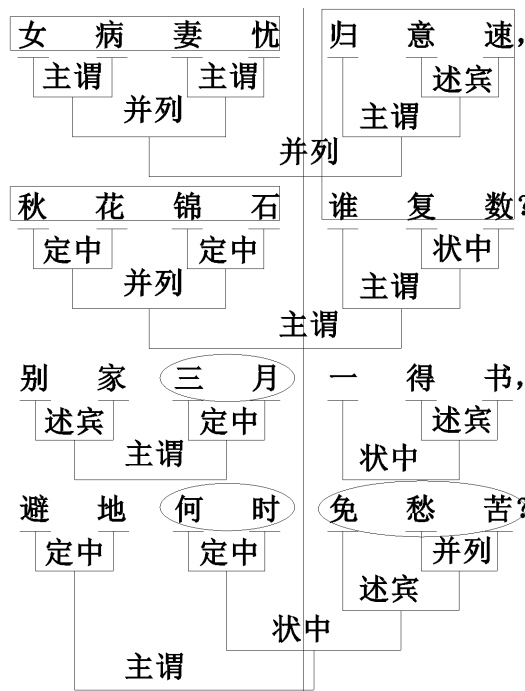 女病妻忧归意速，
主谓 主谓 述宾
并列 主谓
并列
秋花锦石谁复数?
定中 定中 状中
并列 主谓
主谓
别家三月一得书，
述宾 定中 述宾
主谓 状中
避地何时免愁苦?
定中 定中 并列
述宾
状中
主谓